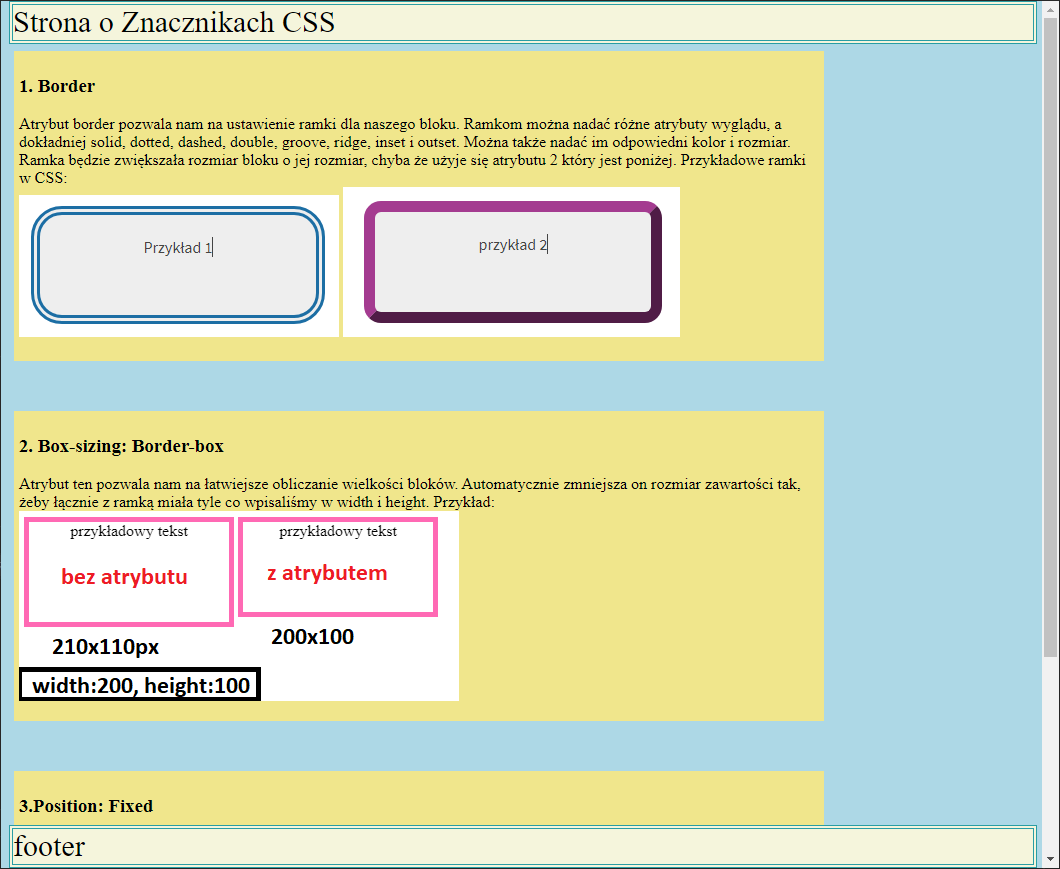 Strona o Znacznikach CSS
1. Border
Atrybut border pozwala nam na ustawienie ramki dla naszego bloku. Ramkom można nadać różne atrybuty wyglądu, a
dokładniej solid, dotted, dashed, double, groove, ridge, inset i outset. Można także nadać im odpowiedni kolor i rozmiar.
Ramka będzie zwiększała rozmiar bloku o jej rozmiar, chyba że użyje się atrybutu 2 który jest poniżej. Przykładowe ramki
w CSS:
Przykład 1
przykład 2
2. Box-sizing: Border-box
Atrybut ten pozwala nam na łatwiejsze obliczanie wielkości bloków. Automatycznie zmniejsza on rozmiar zawartości tak,
żeby łącznie z ramką miała tyle co wpisaliśmy w width i height. Przykład:
przykładowy tekst
bez atrybutu
210x110px
przykładowy tekst
z atrybutem
200x100
width:200, height:100
3.Position: Fixed
footer